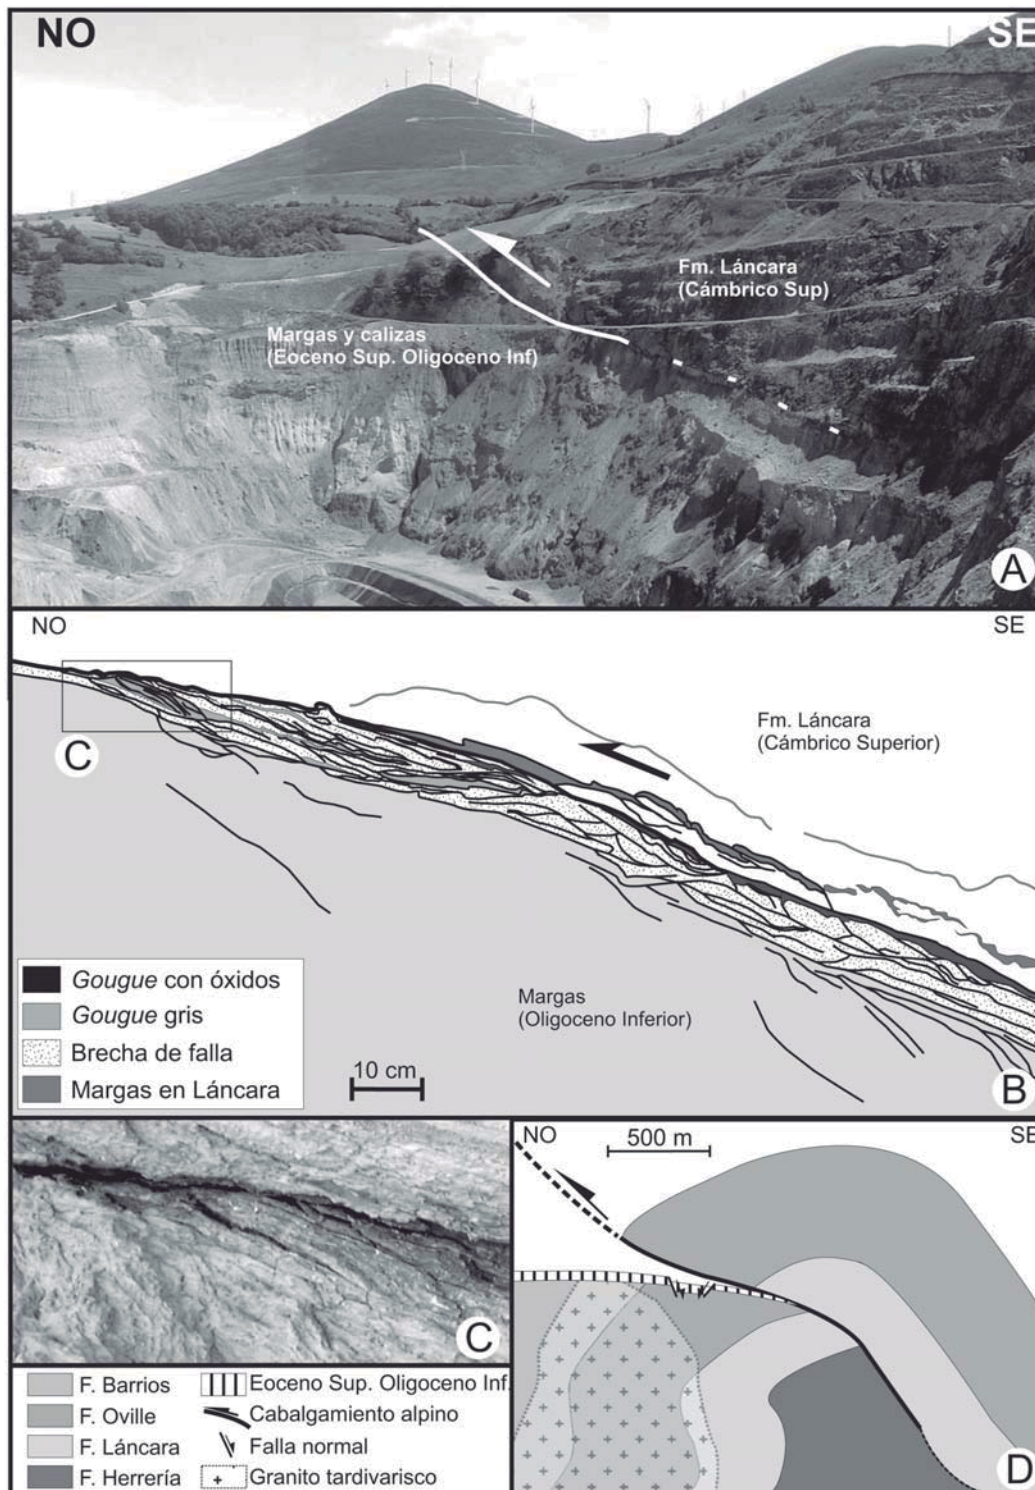 NO
SE
Fm. Láncara
(Cámbrico Sup)
Margas y calizas
(Eoceno Sup. Oligoceno Inf)
A
NO
SE
Fm. Láncara
(Cámbrico Superior)
C
Gougue con óxidos
Gougue gris
Brecha de falla
Margas en Láncara
10 cm
Margas
(Oligoceno Inferior)
B
C
NO
500 m
SE
D
F. Barrios
F. Oville
F. Láncara
F. Herrería
Eoceno Sup. Oligoceno Inf.
Cabalgamiento alpino
Falla normal
Granito tardivarisco